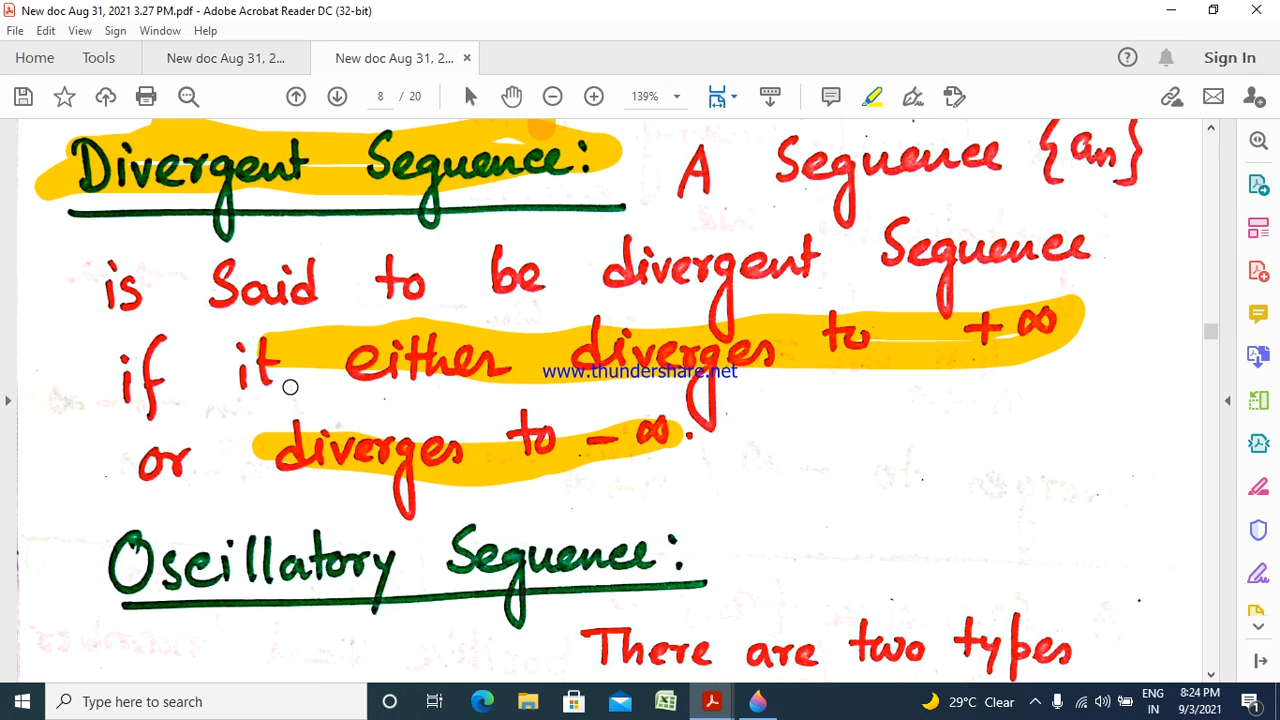 New doc Aug 31, 2021 3.27 PM.pdf - Adobe Acrobat Reader DC (32-bit)
File Edit View Sign Window Help
Home Tools New doc Aug 31, 2... New doc Aug 31, 2... × Sign In
8 / 20 139%
Divergent Sequence: A Sequence {an}
is Said to be divergent Sequence
if it either diverges to +∞
www.thundershare.net
or diverges to -∞.
Oscillatory Sequence:
There are two types
Type here to search
29°C Clear
ENG
IN
8:24 PM
9/3/2021
1